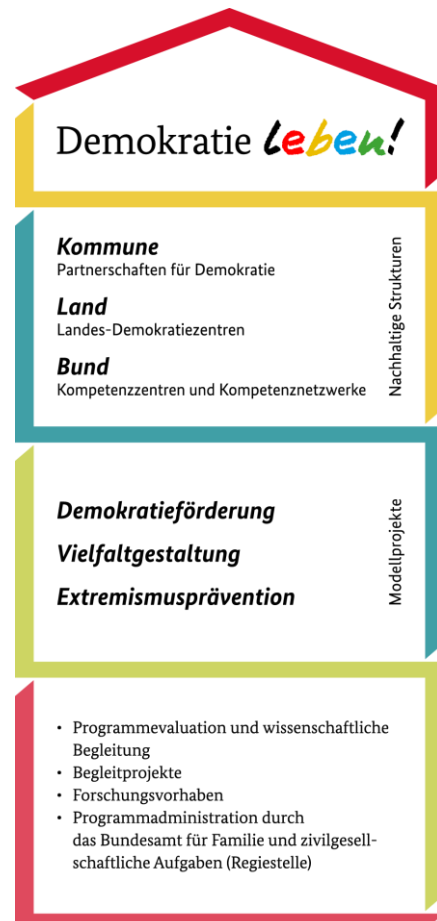 Demokratie leben!
Kommune
Partnerschaften für Demokratie
Land
Landes-Demokratiezentren
Bund
Kompetenzzentren und Kompetenznetzwerke
Nachhaltige Strukturen
Demokratieförderung
Vielfaltgestaltung
Extremismusprävention
Modellprojekte
• Programmevaluation und wissenschaftliche
Begleitung
• Begleitprojekte
• Forschungsvorhaben
• Programmadministration durch
das Bundesamt für Familie und zivilgesell-
schaftliche Aufgaben (Regiestelle)